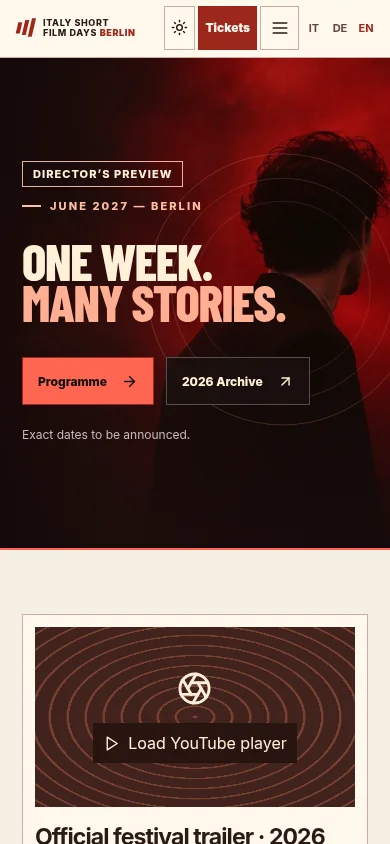 ITALY SHORT
FILM DAYS BERLIN
Tickets
IT DE EN
DIRECTOR'S PREVIEW
JUNE 2027 — BERLIN
ONE WEEK.
MANY STORIES.
Programme
2026 Archive
Exact dates to be announced.
Load YouTube player
Official festival trailer · 2026